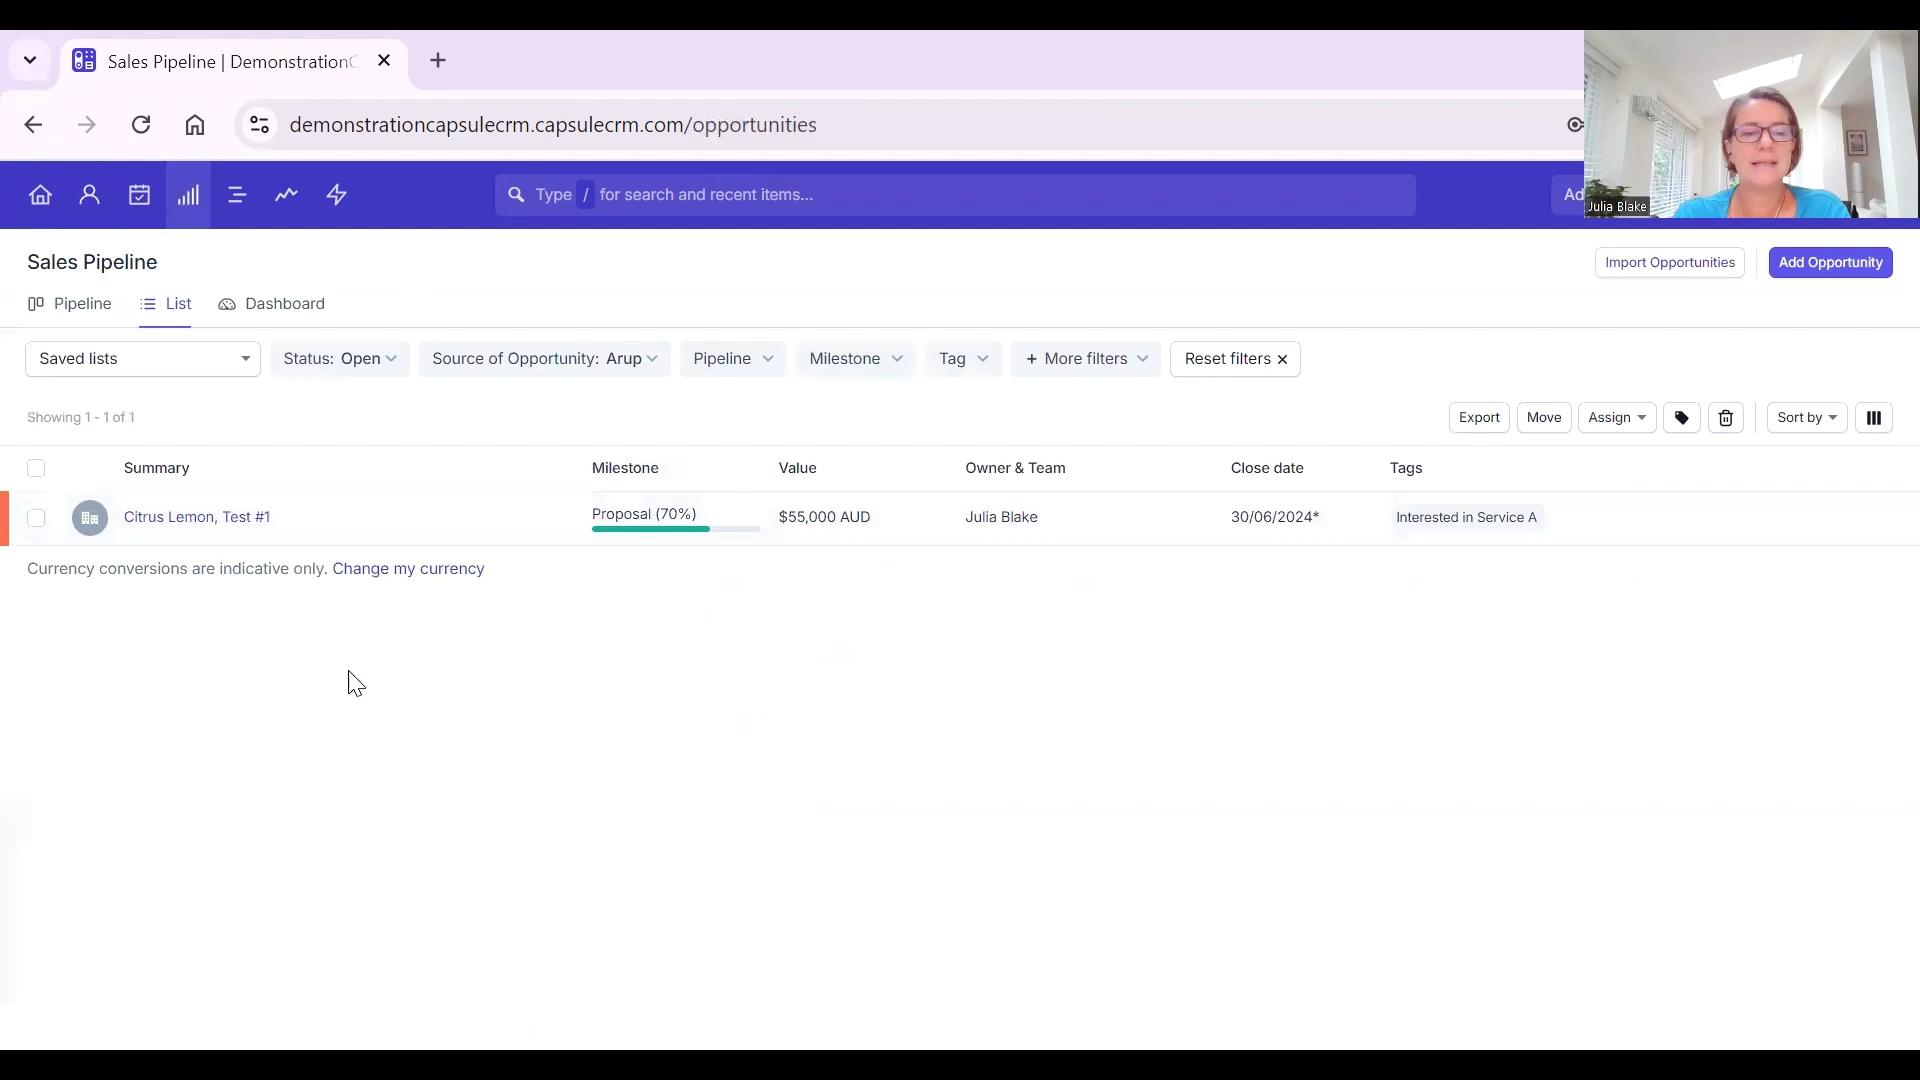 Sales Pipeline | Demonstration
demonstrationcapsulecrm.capsulecrm.com/opportunities
Type / for search and recent items...
Ad
Julia Blake
Sales Pipeline
Import Opportunities
Add Opportunity
Pipeline
List
Dashboard
Saved lists
Status: Open
Source of Opportunity: Arup
Pipeline
Milestone
Tag
+ More filters
Reset filters ×
Showing 1 - 1 of 1
Export
Move
Assign
Sort by
Summary Milestone Value Owner & Team Close date Tags
Citrus Lemon, Test #1 Proposal (70%) $55,000 AUD Julia Blake 30/06/2024* Interested in Service A
Currency conversions are indicative only. Change my currency